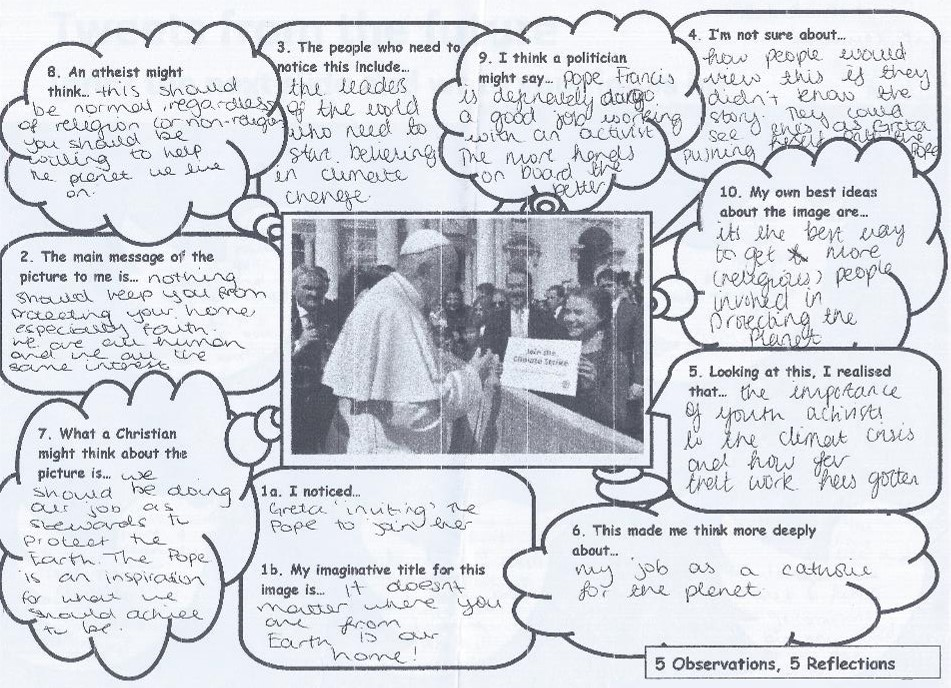 8. An atheist might
think... this should
be normal, regardless
of religion (or non-religion)
you should be
willing to help
the planet we live
on.
3. The people who need to
notice this include...
the leaders
of the world
who need to
start believing
in climate
change.
9. I think a politician
might say... Pope Francis
is definetely doing
a good job working
with an activist
The more hands
on board the
better
4. I'm not sure about...
how people would
view this if they
didn't know the
story. They could
see this as Greta
pushing herself onto the
Pope
10. My own best ideas
about the image are...
its the best way
to get more
(religious) people
involved in
Protecting the
Planet
2. The main message of the
picture to me is... nothing
should keep you from
protecting your home
especially faith.
we are all human
and we all live
same interest
Join the
Climate Strike
5. Looking at this, I realised
that... the importance
of youth activists
to the climat crisis
and how far
their work has gotten
7. What a Christian
might think about the
picture is... we
should be doing
our job as
stewards to
protect the
Earth. The Pope
is an inspiration
for what we
should achieve
to be.
1a. I noticed...
Greta 'inviting' the
Pope to join her
1b. My imaginative title for this
image is... It doesnt
matter where you
are from
Earth is our
home!
6. This made me think more deeply
about...
my job as a catholic
for the planet.
5 Observations, 5 Reflections